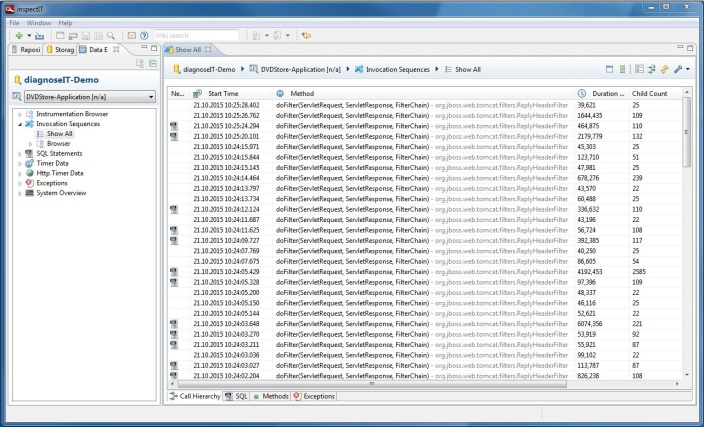 inspectIT
File Window Help
Wiki search
Reposi Storag Data E
Show All
diagnoseIT-Demo
DVDStore-Application [n/a]
Instrumentation Browser
Invocation Sequences
Show All
Browser
SQL Statements
Timer Data
Http Timer Data
Exceptions
System Overview
diagnoseIT-Demo DVDStore-Application [n/a] Invocation Sequences Show All
Ne... Start Time Method Duration ... Child Count
21.10.2015 10:25:28.402 doFilter(ServletRequest, ServletResponse, FilterChain) - org.jboss.web.tomcat.filters.ReplyHeaderFilter 39,621 25
21.10.2015 10:25:26.762 doFilter(ServletRequest, ServletResponse, FilterChain) - org.jboss.web.tomcat.filters.ReplyHeaderFilter 1644,435 109
21.10.2015 10:25:24.294 doFilter(ServletRequest, ServletResponse, FilterChain) - org.jboss.web.tomcat.filters.ReplyHeaderFilter 464,875 110
21.10.2015 10:25:20.101 doFilter(ServletRequest, ServletResponse, FilterChain) - org.jboss.web.tomcat.filters.ReplyHeaderFilter 2179,779 132
21.10.2015 10:24:15.971 doFilter(ServletRequest, ServletResponse, FilterChain) - org.jboss.web.tomcat.filters.ReplyHeaderFilter 45,303 25
21.10.2015 10:24:15.844 doFilter(ServletRequest, ServletResponse, FilterChain) - org.jboss.web.tomcat.filters.ReplyHeaderFilter 123,710 51
21.10.2015 10:24:15.145 doFilter(ServletRequest, ServletResponse, FilterChain) - org.jboss.web.tomcat.filters.ReplyHeaderFilter 47,981 25
21.10.2015 10:24:14.464 doFilter(ServletRequest, ServletResponse, FilterChain) - org.jboss.web.tomcat.filters.ReplyHeaderFilter 678,276 239
21.10.2015 10:24:13.797 doFilter(ServletRequest, ServletResponse, FilterChain) - org.jboss.web.tomcat.filters.ReplyHeaderFilter 43,570 22
21.10.2015 10:24:13.734 doFilter(ServletRequest, ServletResponse, FilterChain) - org.jboss.web.tomcat.filters.ReplyHeaderFilter 60,488 25
21.10.2015 10:24:12.124 doFilter(ServletRequest, ServletResponse, FilterChain) - org.jboss.web.tomcat.filters.ReplyHeaderFilter 336,632 110
21.10.2015 10:24:11.687 doFilter(ServletRequest, ServletResponse, FilterChain) - org.jboss.web.tomcat.filters.ReplyHeaderFilter 43,196 22
21.10.2015 10:24:11.625 doFilter(ServletRequest, ServletResponse, FilterChain) - org.jboss.web.tomcat.filters.ReplyHeaderFilter 56,724 108
21.10.2015 10:24:09.727 doFilter(ServletRequest, ServletResponse, FilterChain) - org.jboss.web.tomcat.filters.ReplyHeaderFilter 392,385 117
21.10.2015 10:24:07.769 doFilter(ServletRequest, ServletResponse, FilterChain) - org.jboss.web.tomcat.filters.ReplyHeaderFilter 40,250 25
21.10.2015 10:24:07.675 doFilter(ServletRequest, ServletResponse, FilterChain) - org.jboss.web.tomcat.filters.ReplyHeaderFilter 86,605 54
21.10.2015 10:24:05.429 doFilter(ServletRequest, ServletResponse, FilterChain) - org.jboss.web.tomcat.filters.ReplyHeaderFilter 4192,453 2585
21.10.2015 10:24:05.328 doFilter(ServletRequest, ServletResponse, FilterChain) - org.jboss.web.tomcat.filters.ReplyHeaderFilter 97,396 109
21.10.2015 10:24:05.200 doFilter(ServletRequest, ServletResponse, FilterChain) - org.jboss.web.tomcat.filters.ReplyHeaderFilter 48,337 22
21.10.2015 10:24:05.150 doFilter(ServletRequest, ServletResponse, FilterChain) - org.jboss.web.tomcat.filters.ReplyHeaderFilter 46,116 25
21.10.2015 10:24:05.144 doFilter(ServletRequest, ServletResponse, FilterChain) - org.jboss.web.tomcat.filters.ReplyHeaderFilter 52,621 22
21.10.2015 10:24:03.648 doFilter(ServletRequest, ServletResponse, FilterChain) - org.jboss.web.tomcat.filters.ReplyHeaderFilter 6074,356 221
21.10.2015 10:24:03.270 doFilter(ServletRequest, ServletResponse, FilterChain) - org.jboss.web.tomcat.filters.ReplyHeaderFilter 53,919 92
21.10.2015 10:24:03.211 doFilter(ServletRequest, ServletResponse, FilterChain) - org.jboss.web.tomcat.filters.ReplyHeaderFilter 55,921 87
21.10.2015 10:24:03.036 doFilter(ServletRequest, ServletResponse, FilterChain) - org.jboss.web.tomcat.filters.ReplyHeaderFilter 99,102 22
21.10.2015 10:24:03.027 doFilter(ServletRequest, ServletResponse, FilterChain) - org.jboss.web.tomcat.filters.ReplyHeaderFilter 113,787 87
21.10.2015 10:24:02.204 doFilter(ServletRequest, ServletResponse, FilterChain) - org.jboss.web.tomcat.filters.ReplyHeaderFilter 826,238 108
Call Hierarchy SQL Methods Exceptions